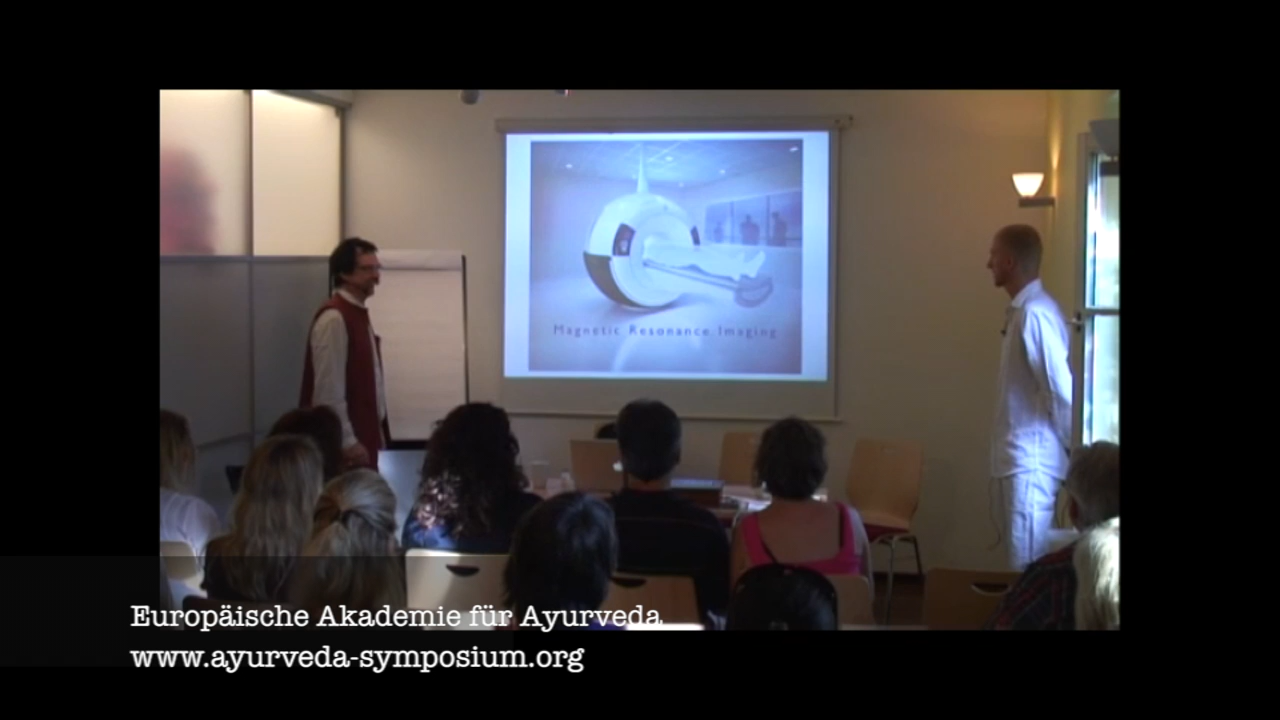 Magnetic Resonance Imaging
Europäische Akademie für Ayurveda
www.ayurveda-symposium.org